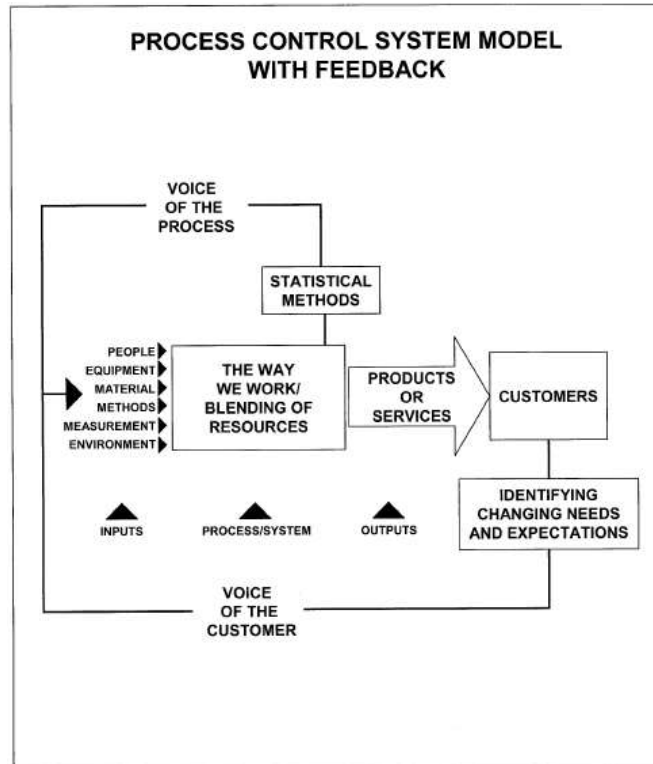 PROCESS CONTROL SYSTEM MODEL
WITH FEEDBACK
VOICE
OF THE
PROCESS
STATISTICAL
METHODS
PEOPLE
EQUIPMENT
MATERIAL
METHODS
MEASUREMENT
ENVIRONMENT
THE WAY
WE WORK/
BLENDING OF
RESOURCES
PRODUCTS
OR
SERVICES
CUSTOMERS
IDENTIFYING
CHANGING NEEDS
AND EXPECTATIONS
INPUTS
PROCESS/SYSTEM
OUTPUTS
VOICE
OF THE
CUSTOMER